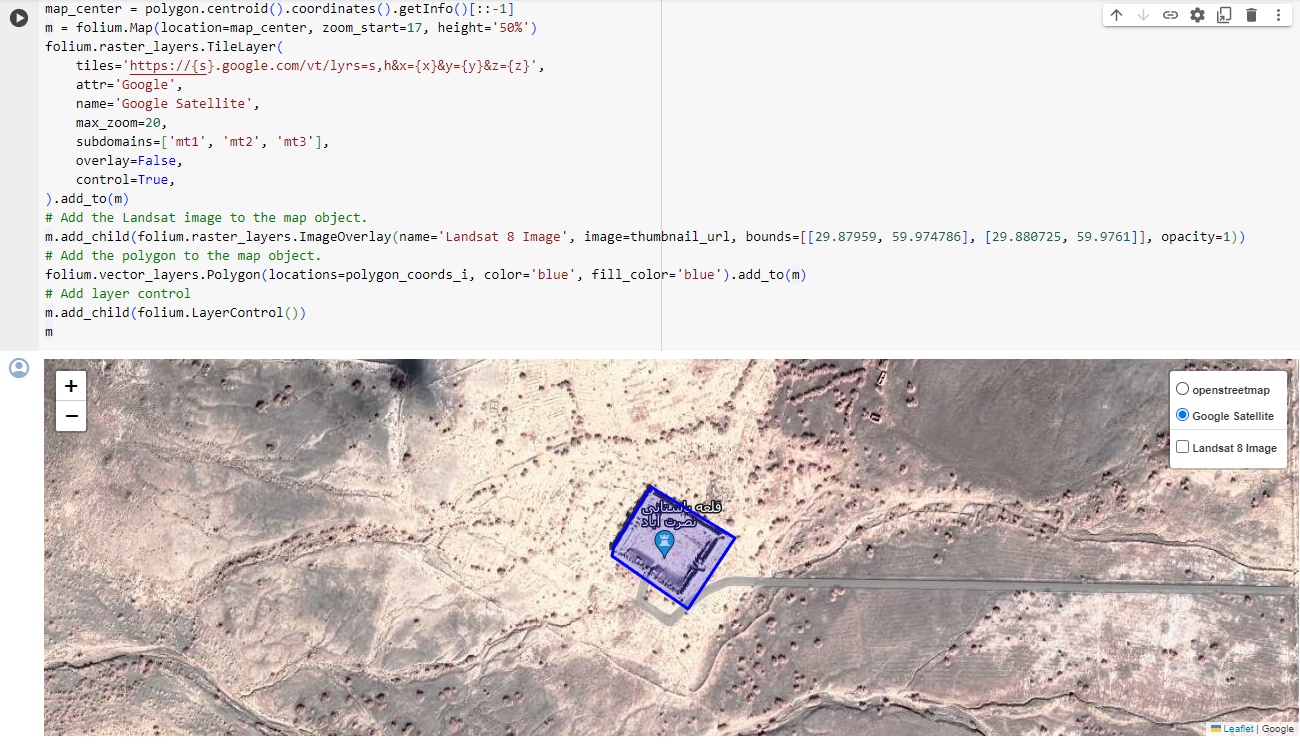 map_center = polygon.centroid().coordinates().getInfo()[::-1]
m = folium.Map(location=map_center, zoom_start=17, height='50%')
folium.raster_layers.TileLayer(
    tiles='https://{s}.google.com/vt/lyrs=s,h&x={x}&y={y}&z={z}',
    attr='Google',
    name='Google Satellite',
    max_zoom=20,
    subdomains=['mt1', 'mt2', 'mt3'],
    overlay=False,
    control=True,
).add_to(m)
# Add the Landsat image to the map object.
m.add_child(folium.raster_layers.ImageOverlay(name='Landsat 8 Image', image=thumbnail_url, bounds=[[29.87959, 59.974786], [29.880725, 59.9761]], opacity=1))
# Add the polygon to the map object.
folium.vector_layers.Polygon(locations=polygon_coords_i, color='blue', fill_color='blue').add_to(m)
# Add layer control
m.add_child(folium.LayerControl())
m
+
−
openstreetmap
Google Satellite
Landsat 8 Image
قلعه باستانی
نصرت آباد
Leaflet | Google